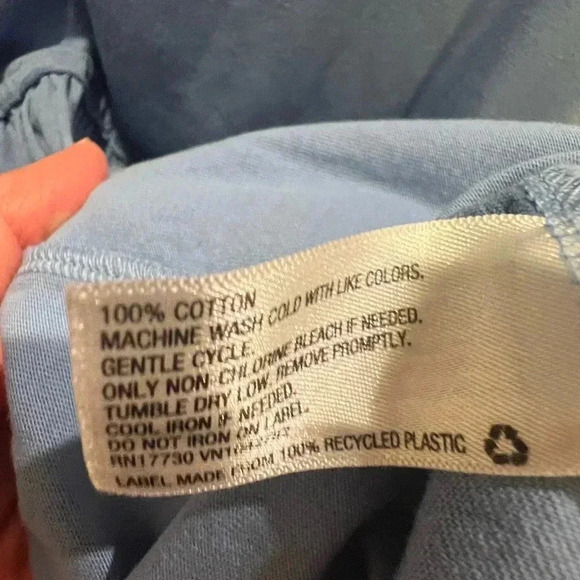 100% COTTON
MACHINE WASH COLD WITH LIKE COLORS.
GENTLE CYCLE.
ONLY NON-CHLORINE BLEACH IF NEEDED.
TUMBLE DRY LOW, REMOVE PROMPTLY.
COOL IRON IF NEEDED.
DO NOT IRON ON LABEL.
RN17730
LABEL MADE FROM 100% RECYCLED PLASTIC